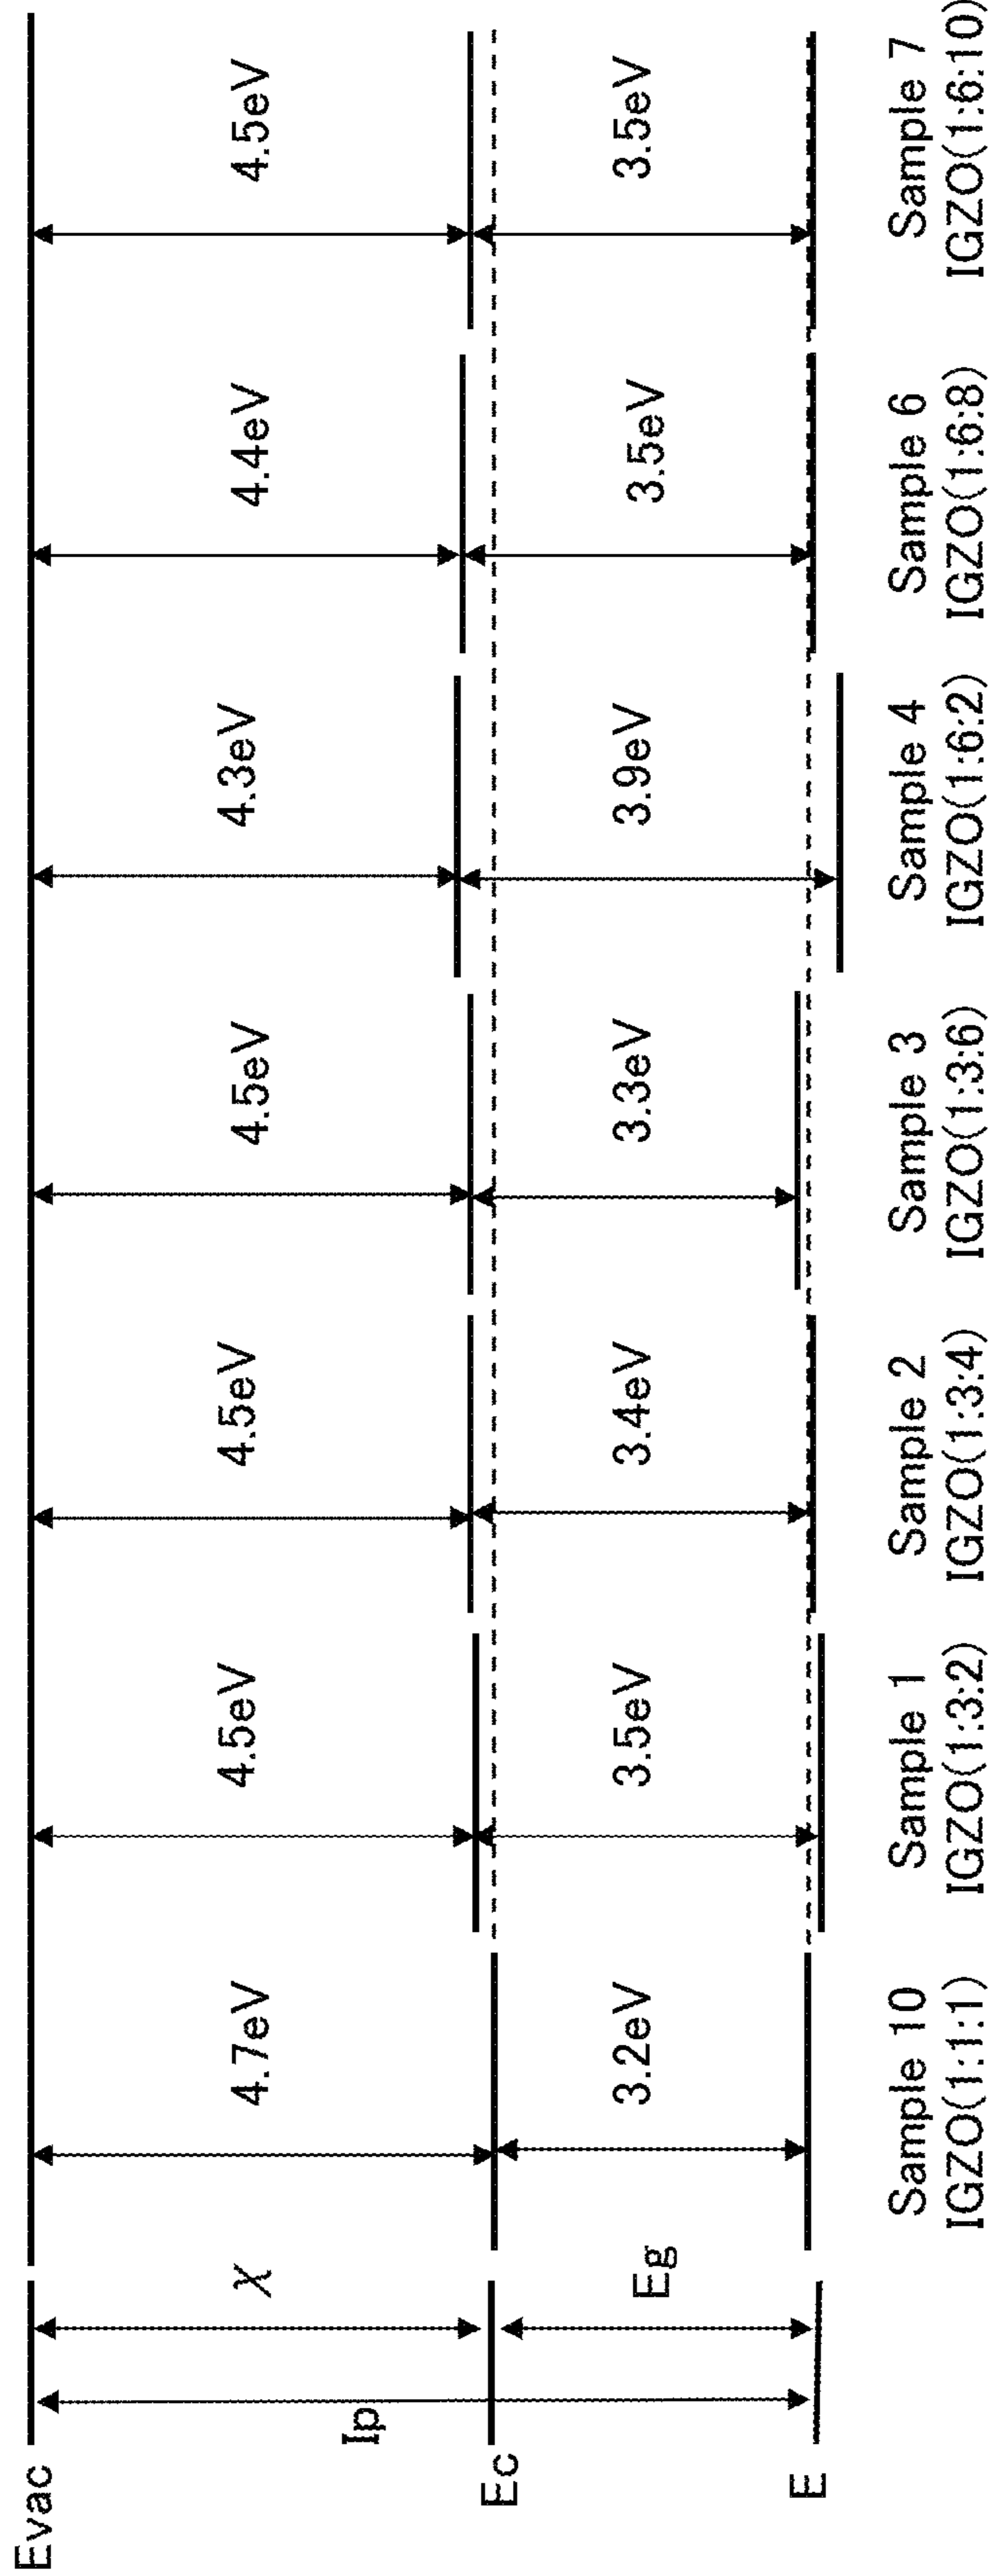 Evac
Ip
χ
Ec
Eg
E
4.7eV
3.2eV
Sample 10
IGZO(1:1:1)
4.5eV
3.5eV
Sample 1
IGZO(1:3:2)
4.5eV
3.4eV
Sample 2
IGZO(1:3:4)
4.5eV
3.3eV
Sample 3
IGZO(1:3:6)
4.3eV
3.9eV
Sample 4
IGZO(1:6:2)
4.4eV
3.5eV
Sample 6
IGZO(1:6:8)
4.5eV
3.5eV
Sample 7
IGZO(1:6:10)